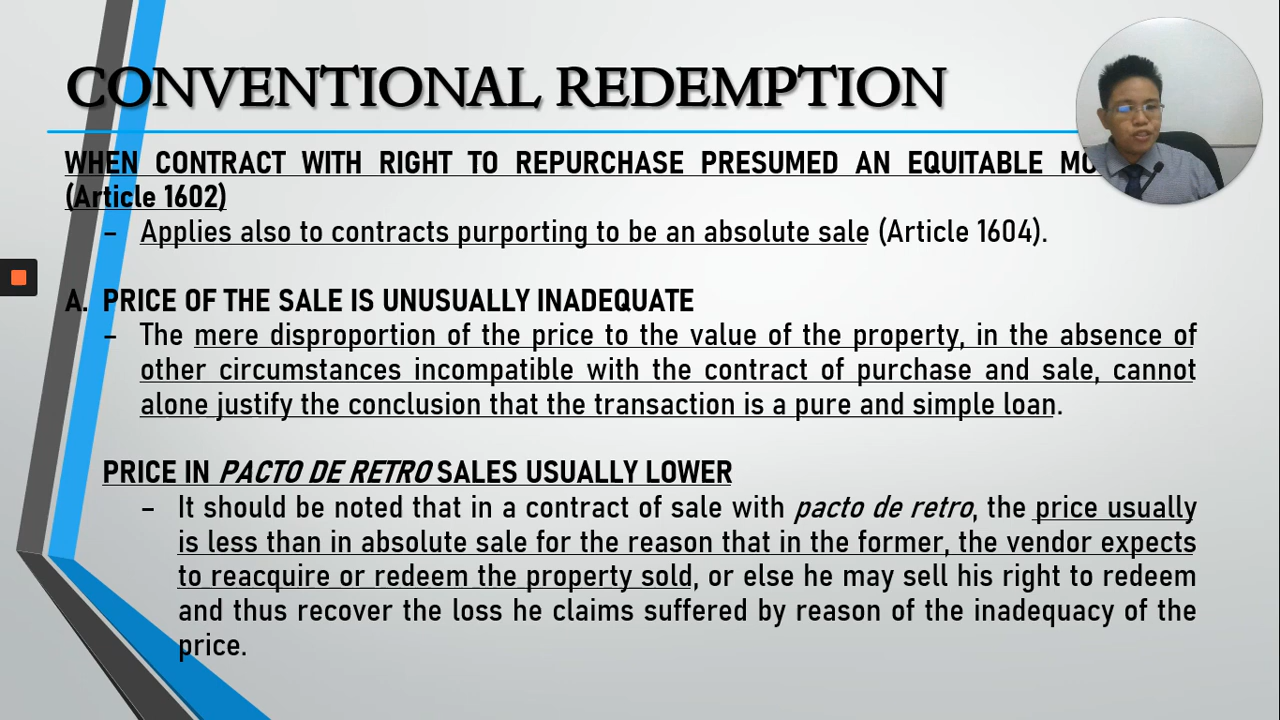 CONVENTIONAL REDEMPTION
WHEN CONTRACT WITH RIGHT TO REPURCHASE PRESUMED AN EQUITABLE
(Article 1602)
– Applies also to contracts purporting to be an absolute sale (Article 1604).
A. PRICE OF THE SALE IS UNUSUALLY INADEQUATE
– The mere disproportion of the price to the value of the property, in the absence of
other circumstances incompatible with the contract of purchase and sale, cannot
alone justify the conclusion that the transaction is a pure and simple loan.
PRICE IN PACTO DE RETRO SALES USUALLY LOWER
– It should be noted that in a contract of sale with pacto de retro, the price usually
is less than in absolute sale for the reason that in the former, the vendor expects
to reacquire or redeem the property sold, or else he may sell his right to redeem
and thus recover the loss he claims suffered by reason of the inadequacy of the
price.